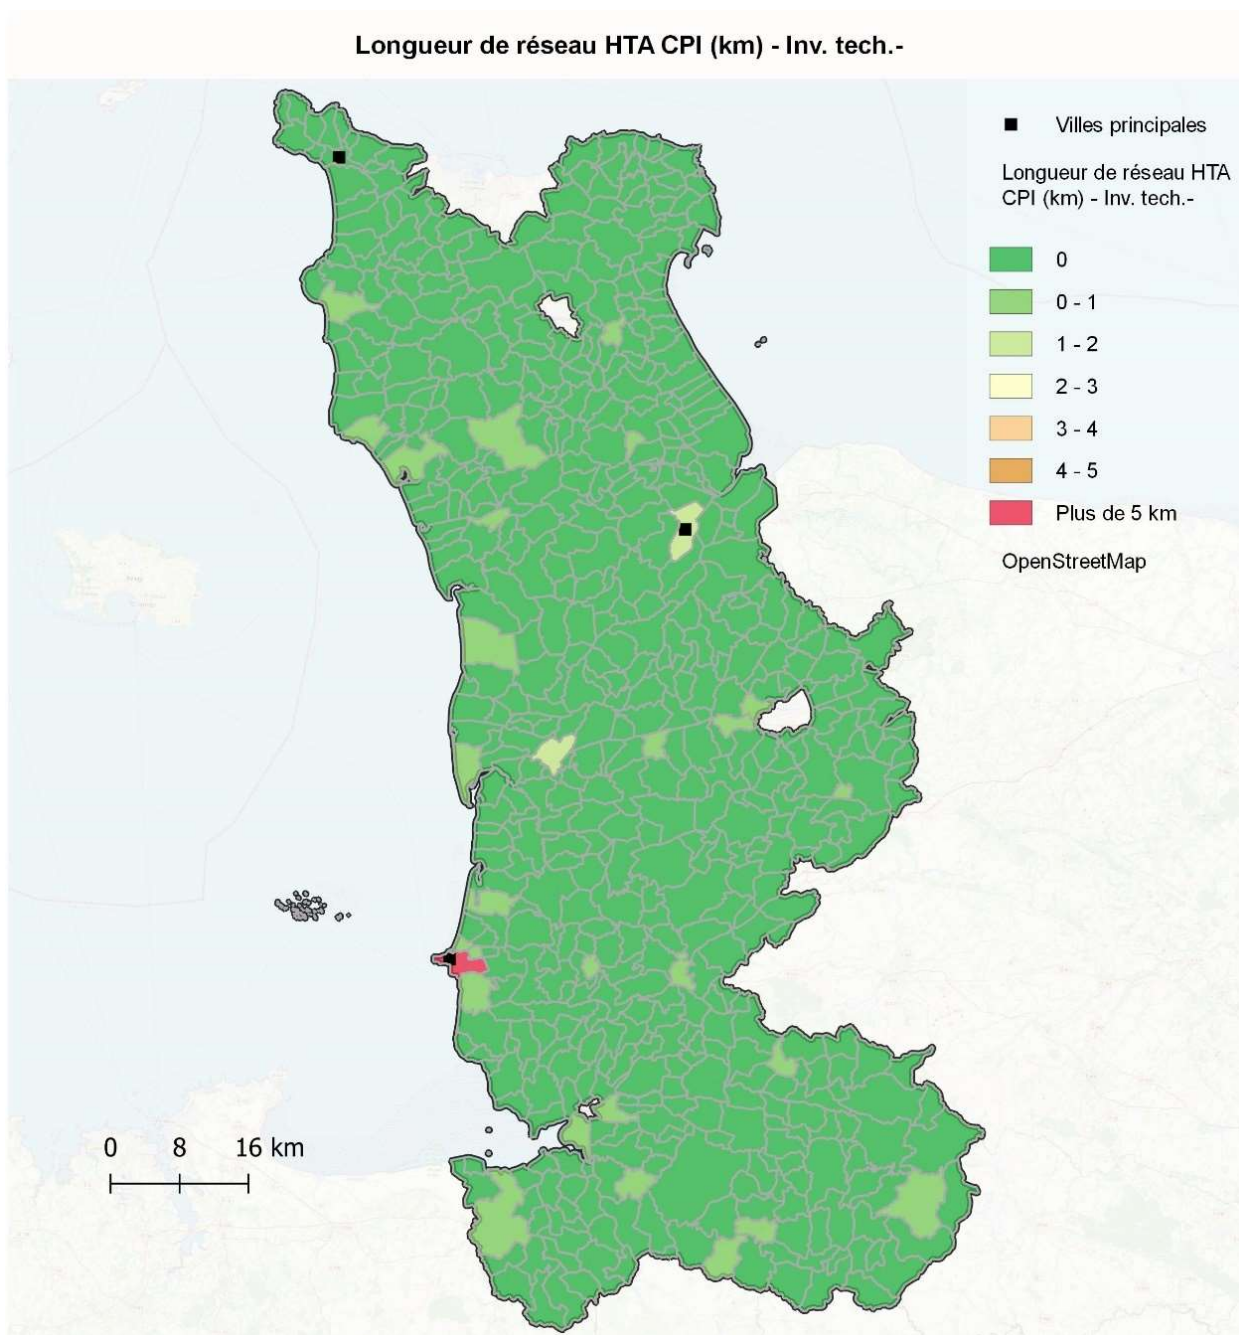 Longueur de réseau HTA CPI (km) - Inv. tech.-
Villes principales
Longueur de réseau HTA
CPI (km) - Inv. tech.-
0
0 - 1
1 - 2
2 - 3
3 - 4
4 - 5
Plus de 5 km
OpenStreetMap
0 8 16 km